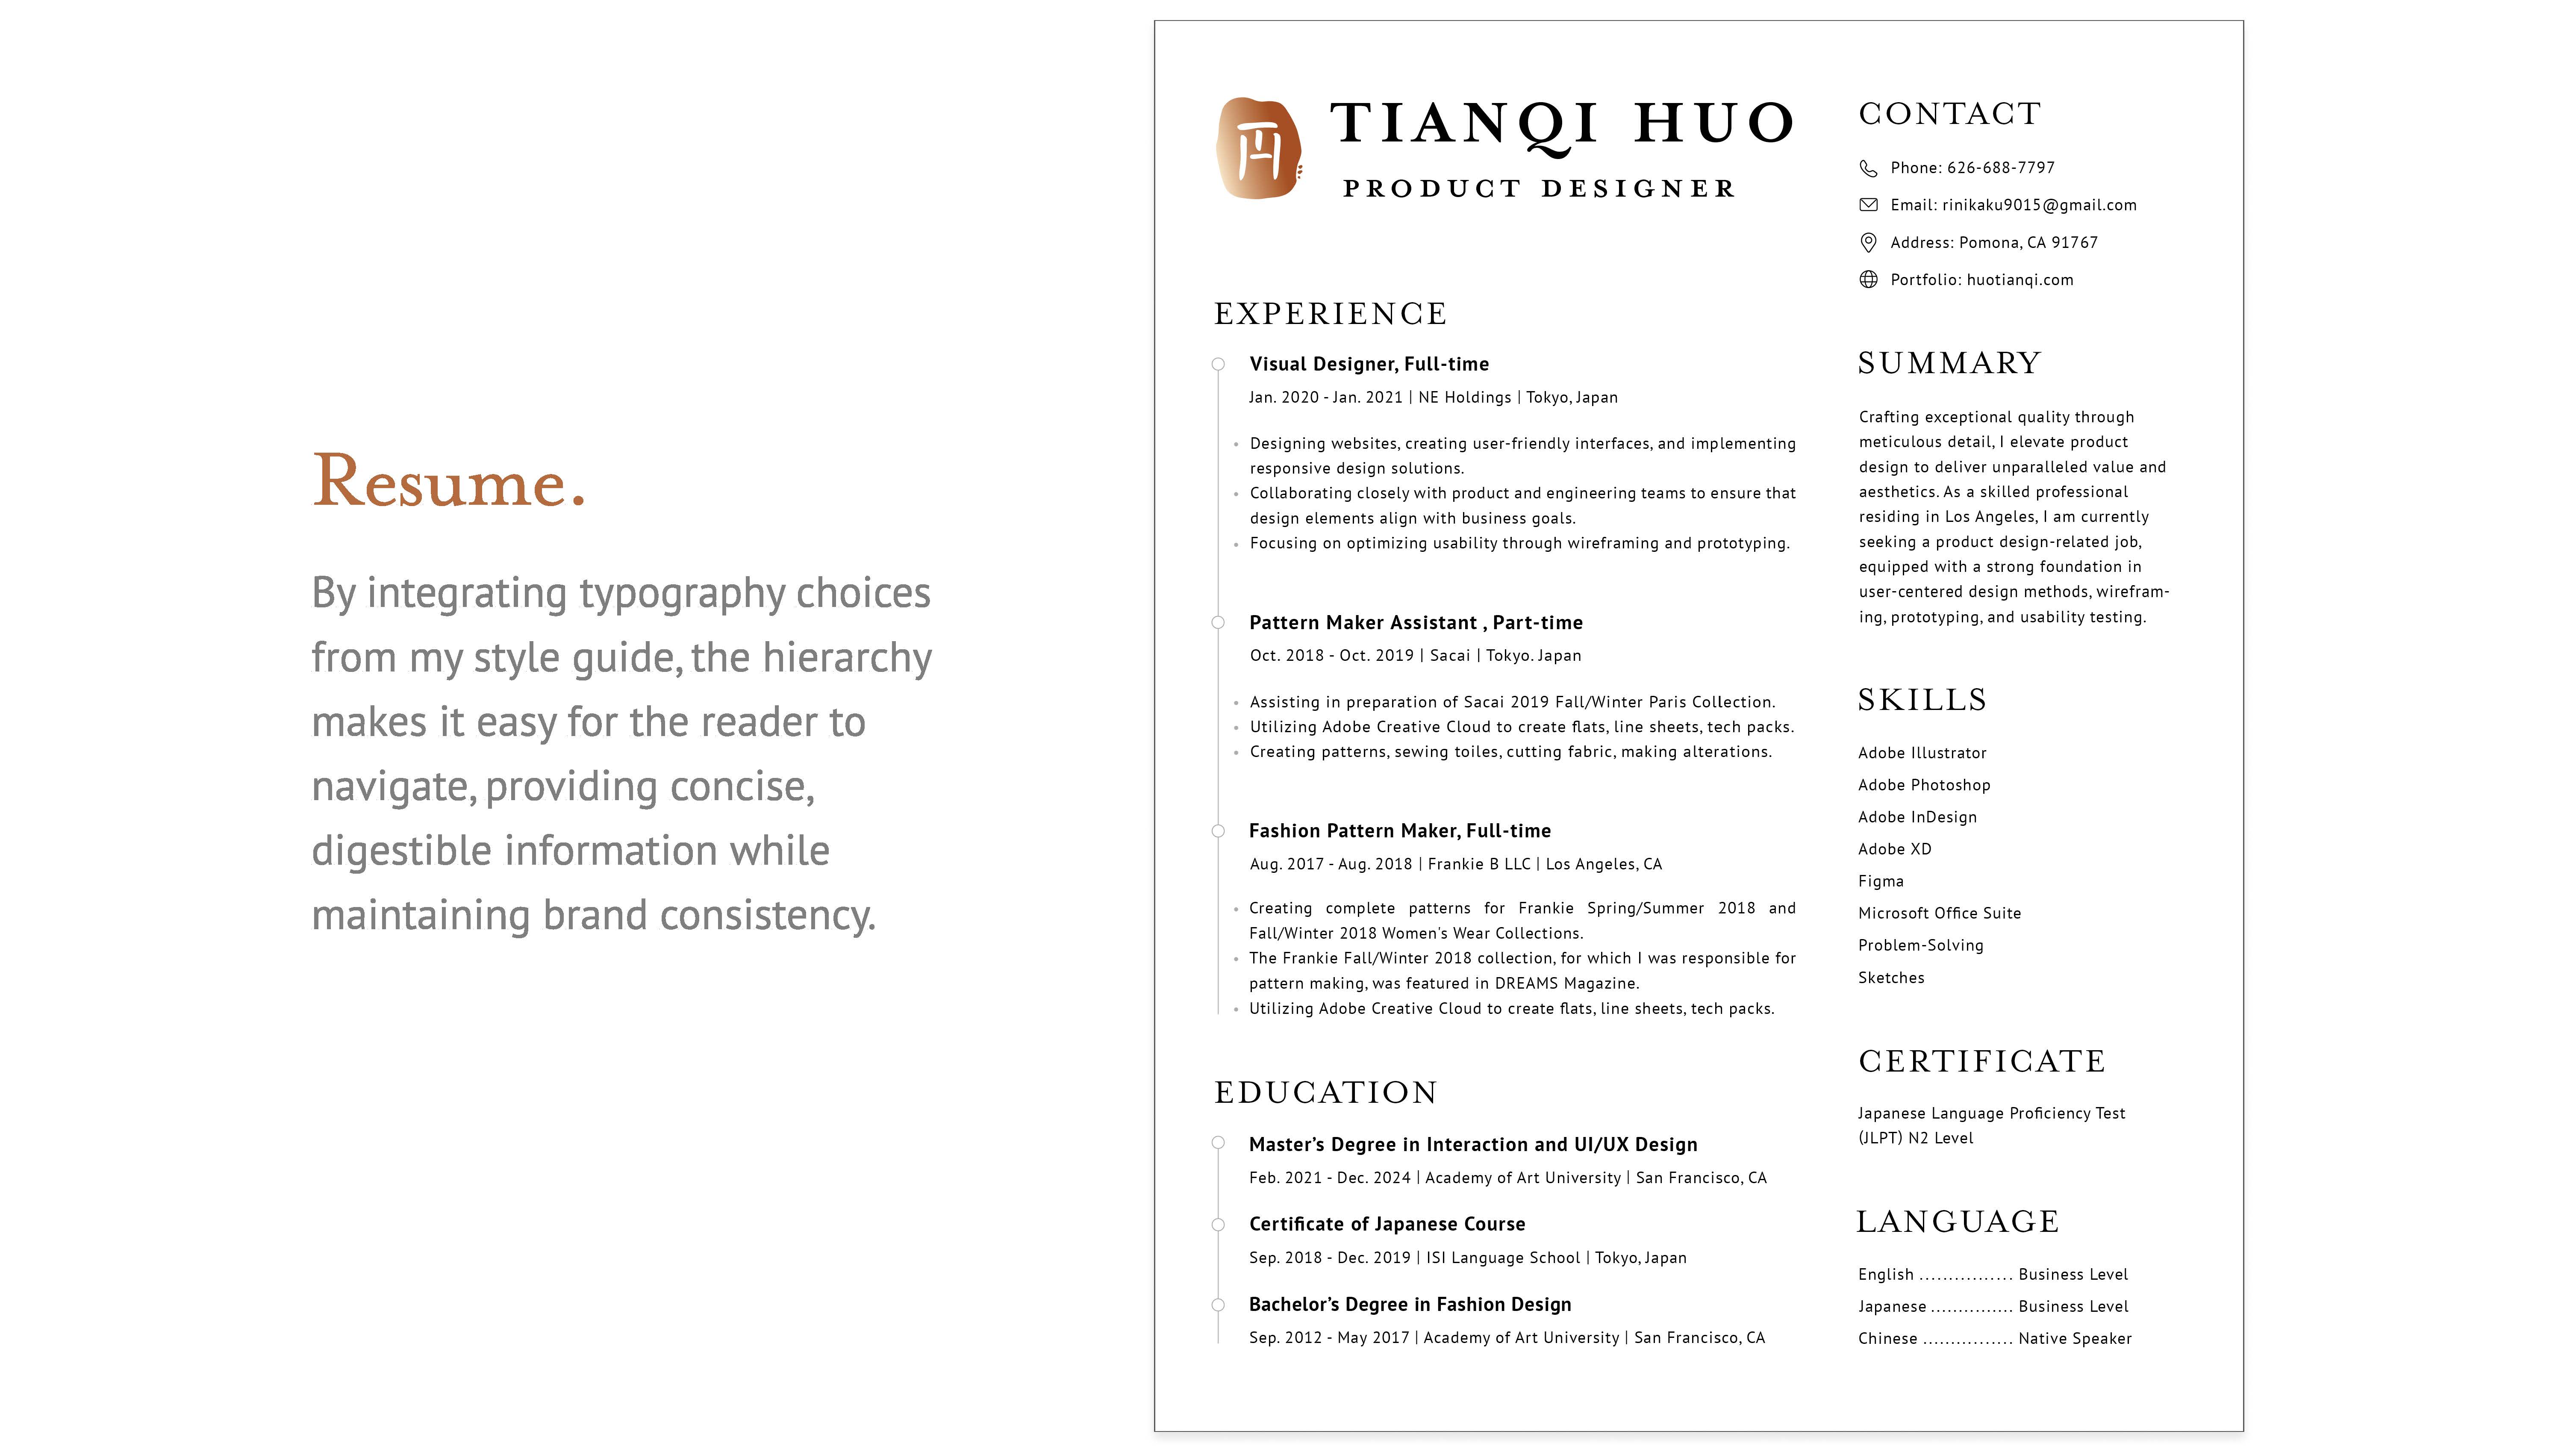 Resume.
By integrating typography choices
from my style guide, the hierarchy
makes it easy for the reader to
navigate, providing concise,
digestible information while
maintaining brand consistency.
TIANQI HUO
PRODUCT DESIGNER
EXPERIENCE
Visual Designer, Full-time
Jan. 2020 - Jan. 2021 | NE Holdings | Tokyo, Japan
• Designing websites, creating user-friendly interfaces, and implementing
responsive design solutions.
• Collaborating closely with product and engineering teams to ensure that
design elements align with business goals.
• Focusing on optimizing usability through wireframing and prototyping.
Pattern Maker Assistant , Part-time
Oct. 2018 - Oct. 2019 | Sacai | Tokyo. Japan
• Assisting in preparation of Sacai 2019 Fall/Winter Paris Collection.
• Utilizing Adobe Creative Cloud to create flats, line sheets, tech packs.
• Creating patterns, sewing toiles, cutting fabric, making alterations.
Fashion Pattern Maker, Full-time
Aug. 2017 - Aug. 2018 | Frankie B LLC | Los Angeles, CA
• Creating complete patterns for Frankie Spring/Summer 2018 and
Fall/Winter 2018 Women's Wear Collections.
• The Frankie Fall/Winter 2018 collection, for which I was responsible for
pattern making, was featured in DREAMS Magazine.
• Utilizing Adobe Creative Cloud to create flats, line sheets, tech packs.
EDUCATION
Master’s Degree in Interaction and UI/UX Design
Feb. 2021 - Dec. 2024 | Academy of Art University | San Francisco, CA
Certificate of Japanese Course
Sep. 2018 - Dec. 2019 | ISI Language School | Tokyo, Japan
Bachelor’s Degree in Fashion Design
Sep. 2012 - May 2017 | Academy of Art University | San Francisco, CA
CONTACT
Phone: 626-688-7797
Email: rinikaku9015@gmail.com
Address: Pomona, CA 91767
Portfolio: huotianqi.com
SUMMARY
Crafting exceptional quality through
meticulous detail, I elevate product
design to deliver unparalleled value and
aesthetics. As a skilled professional
residing in Los Angeles, I am currently
seeking a product design-related job,
equipped with a strong foundation in
user-centered design methods, wirefram-
ing, prototyping, and usability testing.
SKILLS
Adobe Illustrator
Adobe Photoshop
Adobe InDesign
Adobe XD
Figma
Microsoft Office Suite
Problem-Solving
Sketches
CERTIFICATE
Japanese Language Proficiency Test
(JLPT) N2 Level
LANGUAGE
English ................ Business Level
Japanese ............... Business Level
Chinese ................ Native Speaker